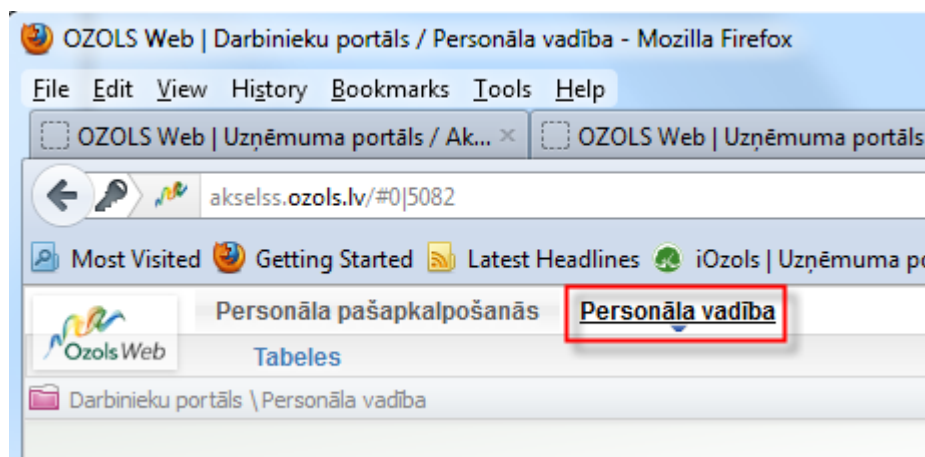 OZOLS Web | Darbinieku portāls / Personāla vadība - Mozilla Firefox
File Edit View History Bookmarks Tools Help
OZOLS Web | Uzņēmuma portāls / Ak... × OZOLS Web | Uzņēmuma portāls
akselss.ozols.lv/#0|5082
Most Visited Getting Started Latest Headlines iOzols | Uzņēmuma po
Personāla pašapkalpošanās Personāla vadība
Ozols Web Tabeles
Darbinieku portāls \ Personāla vadība